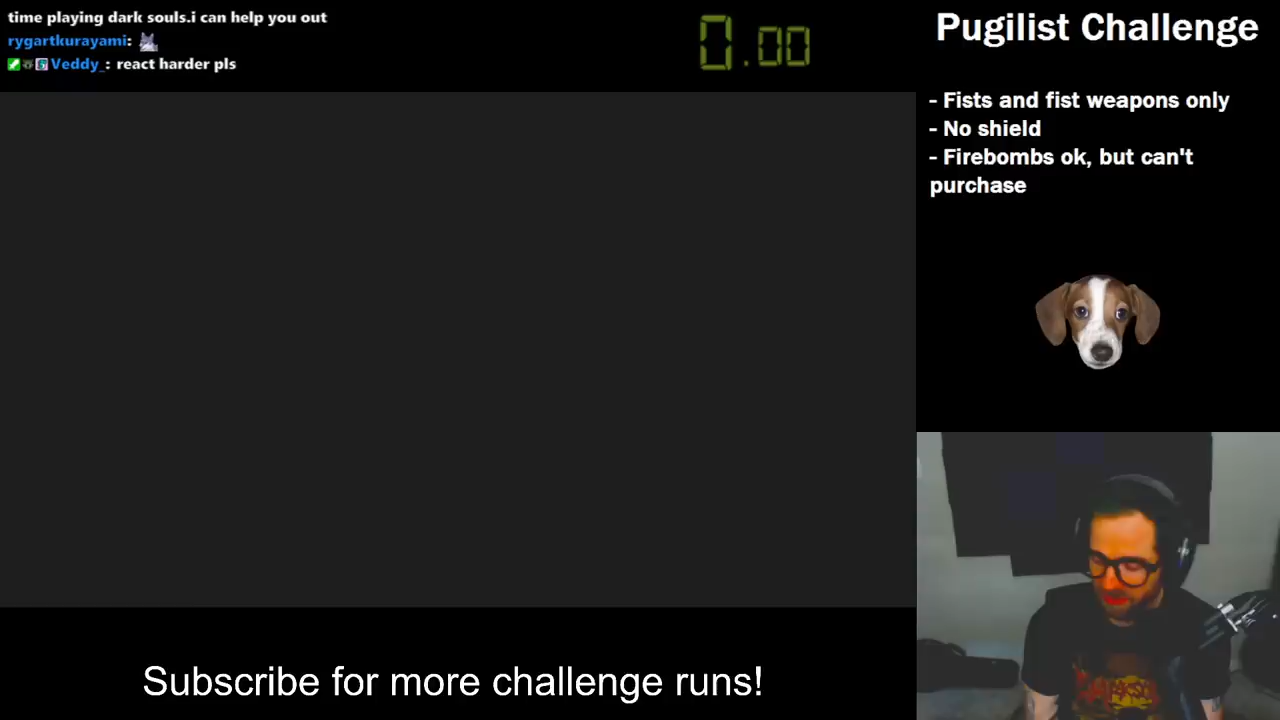 time playing dark souls.i can help you out
rygartkurayami:
Veddy_: react harder pls
0.00
Pugilist Challenge
- Fists and fist weapons only
- No shield
- Firebombs ok, but can't
purchase
Subscribe for more challenge runs!